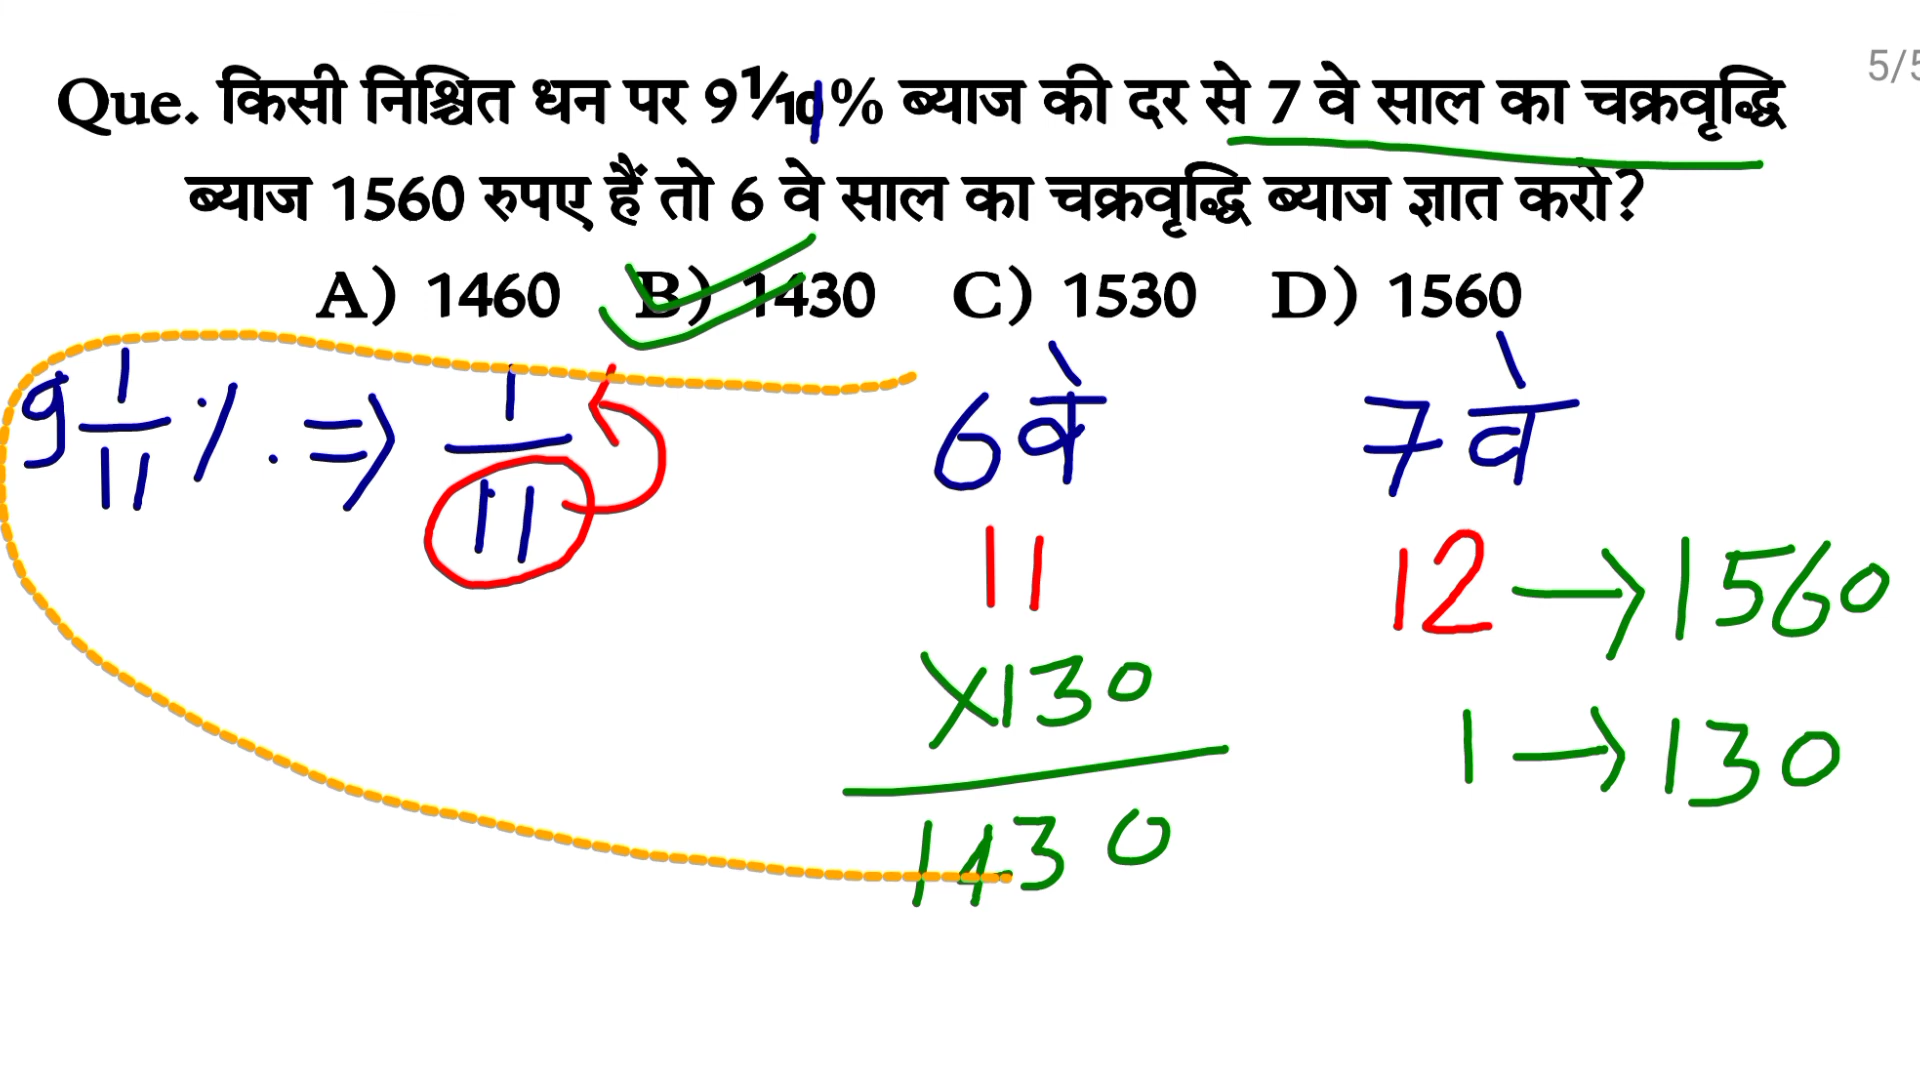 5/5
Que. किसी निश्चित धन पर 9 1/11% ब्याज की दर से 7 वे साल का चक्रवृद्धि
ब्याज 1560 रुपए हैं तो 6 वे साल का चक्रवृद्धि ब्याज ज्ञात करो?
A) 1460 B) 1430 C) 1530 D) 1560
9 1/11 % ⇒ 1/11 6 वे 7 वे
11 12 → 1560
×130 1 → 130
1430